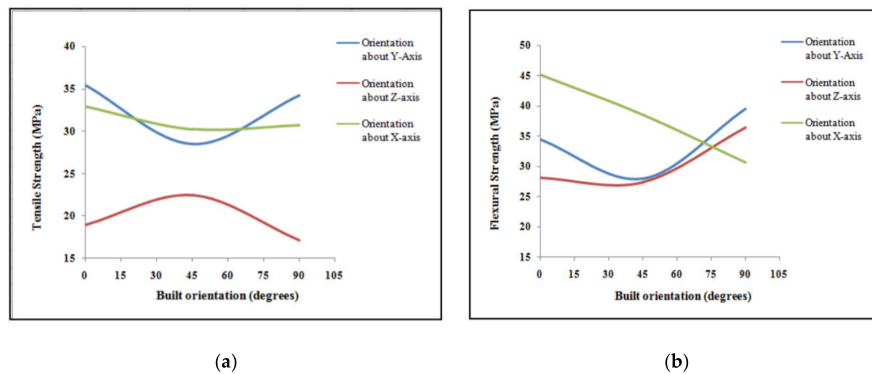 40
35
30
25
20
15
Tensile Strength (MPa)
0 15 30 45 60 75 90 105
Built orientation (degrees)
Orientation
about Y-Axis
Orientation
about Z-axis
Orientation
about X-axis
(a)
50
45
40
35
30
25
20
15
Flexural Strength (MPa)
0 15 30 45 60 75 90 105
Built orientation (degrees)
Orientation
about Y-Axis
Orientation
about Z-axis
Orientation
about X-axis
(b)